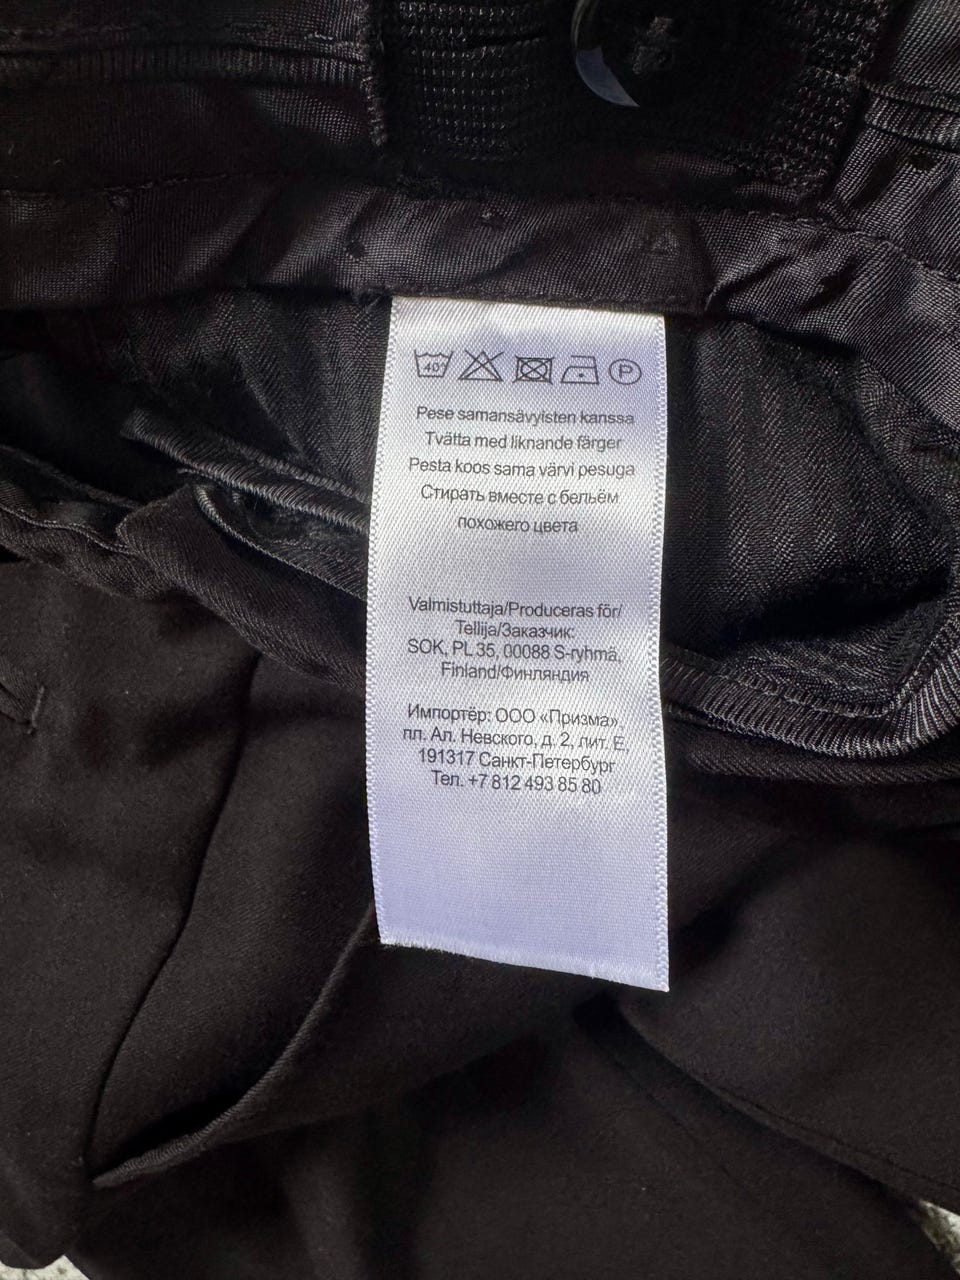 40°
P
Pese samansävyisten kanssa
Tvätta med liknande färger
Pesta koos sama värvi pesuga
Стирать вместе с бельём
похожего цвета
Valmistuttaja/Produceras för/
Tellija/Заказчик:
SOK, PL 35, 00088 S-ryhmä,
Finland/Финляндия
Импортёр: ООО «Призма»,
пл. Ал. Невского, д. 2, лит. Е,
191317 Санкт-Петербург
Тел. +7 812 493 85 80